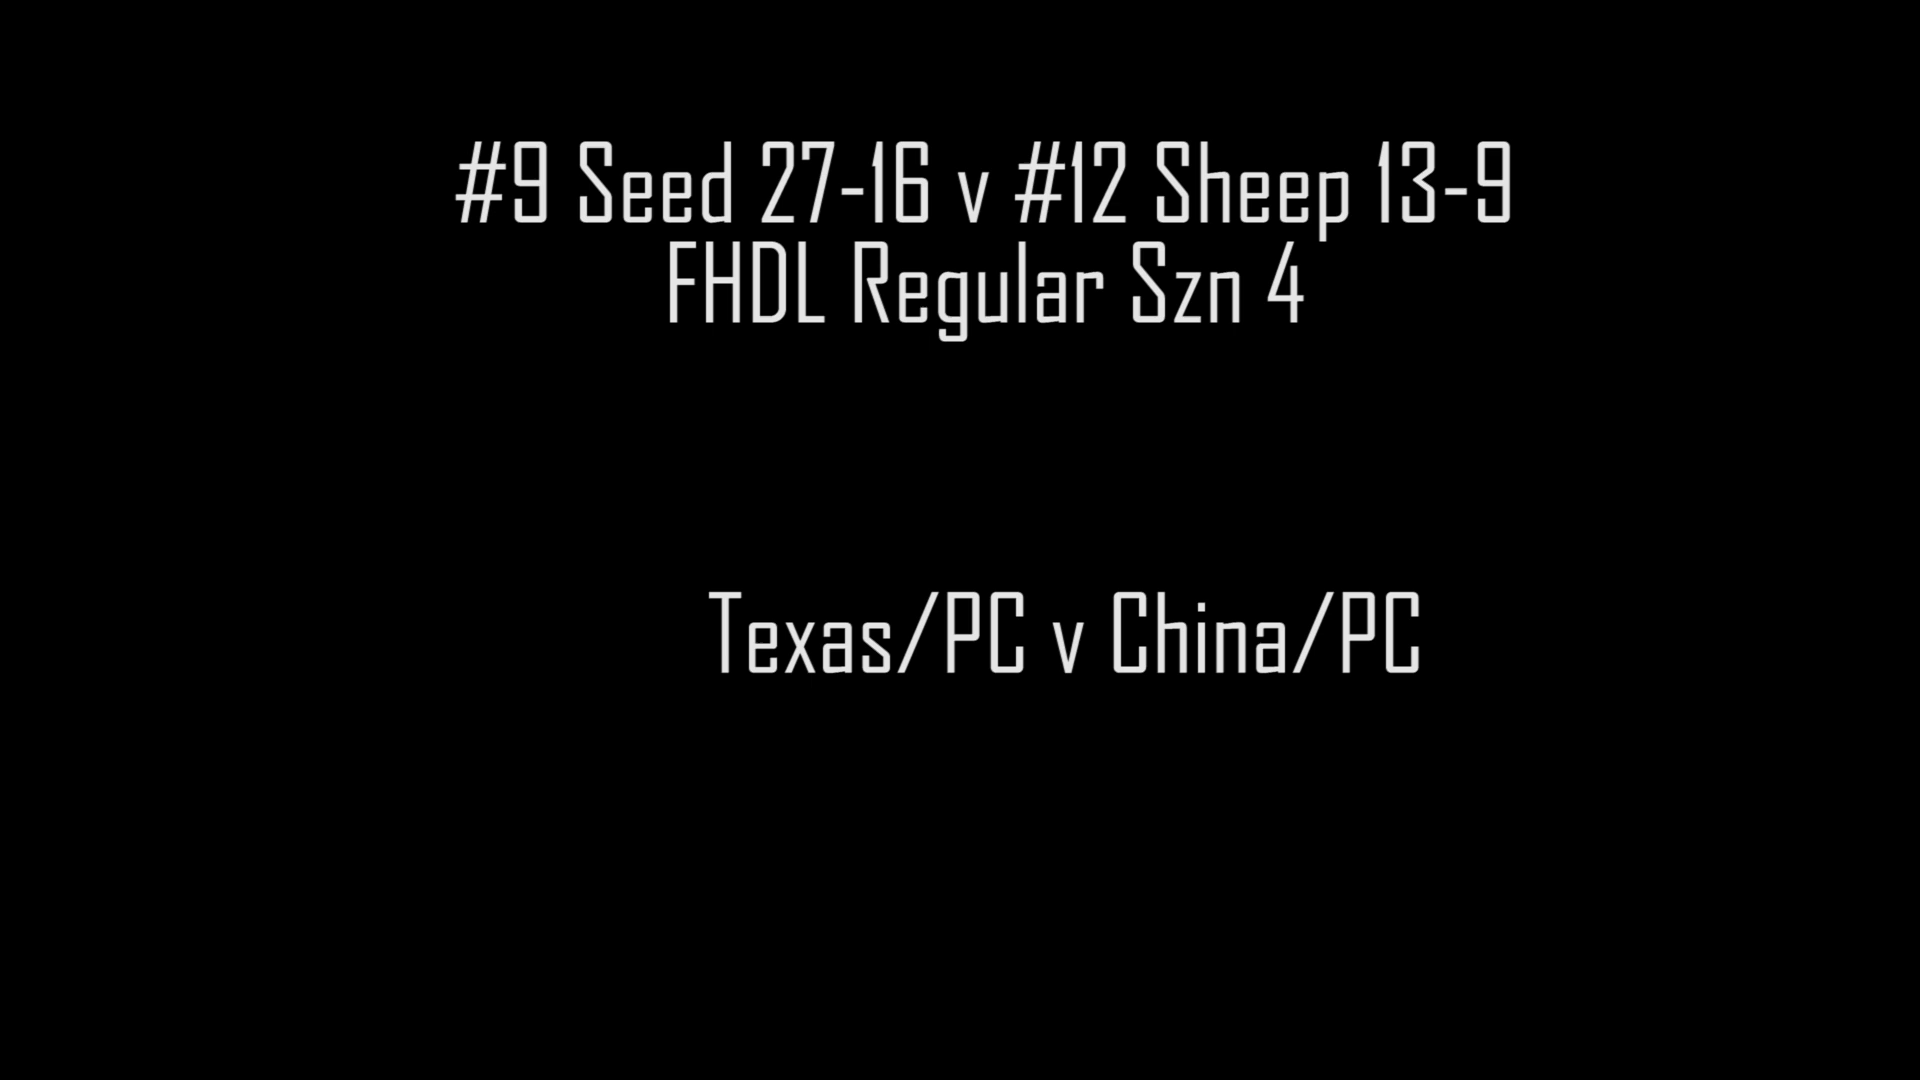 #9 Seed 27-16 v #12 Sheep 13-9
FHDL Regular Szn 4
Texas/PC v China/PC